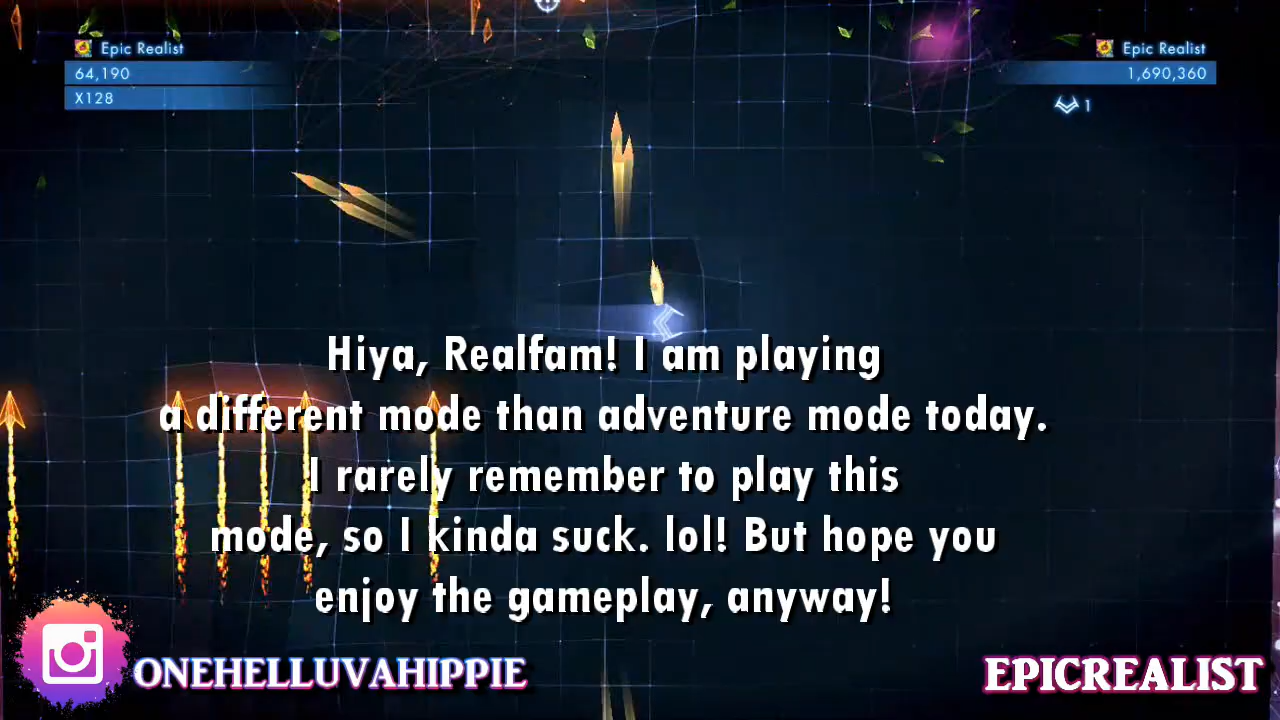 Epic Realist
64,190
X128
Epic Realist
1,690,360
1
Hiya, Realfam! I am playing
a different mode than adventure mode today.
I rarely remember to play this
mode, so I kinda suck. lol! But hope you
enjoy the gameplay, anyway!
ONEHELLUVAHIPPIE
EPICREALIST